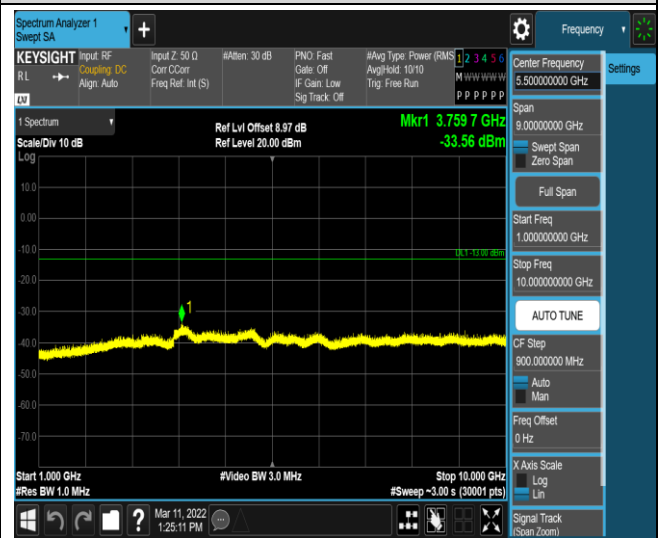 Spectrum Analyzer 1
Swept SA
+
Frequency
KEYSIGHT
RL
LXI
Input: RF
Coupling: DC
Align: Auto
Input Z: 50 Ω
Corr CCorr
Freq Ref: Int (S)
#Atten: 30 dB
PNO: Fast
Gate: Off
IF Gain: Low
Sig Track: Off
#Avg Type: Power (RMS
Avg|Hold: 10/10
Trig: Free Run
1 2 3 4 5 6
M W W W W W
P P P P P P
1 Spectrum
Scale/Div 10 dB
Ref Lvl Offset 8.97 dB
Ref Level 20.00 dBm
Mkr1 3.759 7 GHz
-33.56 dBm
Log
10.0
0.00
-10.0
DL1 -13.00 dBm
-20.0
-30.0
1
-40.0
-50.0
-60.0
-70.0
Start 1.000 GHz
#Res BW 1.0 MHz
#Video BW 3.0 MHz
Stop 10.000 GHz
#Sweep ~3.00 s (30001 pts)
Center Frequency
5.500000000 GHz
Settings
Span
9.00000000 GHz
Swept Span
Zero Span
Full Span
Start Freq
1.000000000 GHz
Stop Freq
10.000000000 GHz
AUTO TUNE
CF Step
900.000000 MHz
Auto
Man
Freq Offset
0 Hz
X Axis Scale
Log
Lin
Signal Track
(Span Zoom)
?
Mar 11, 2022
1:25:11 PM